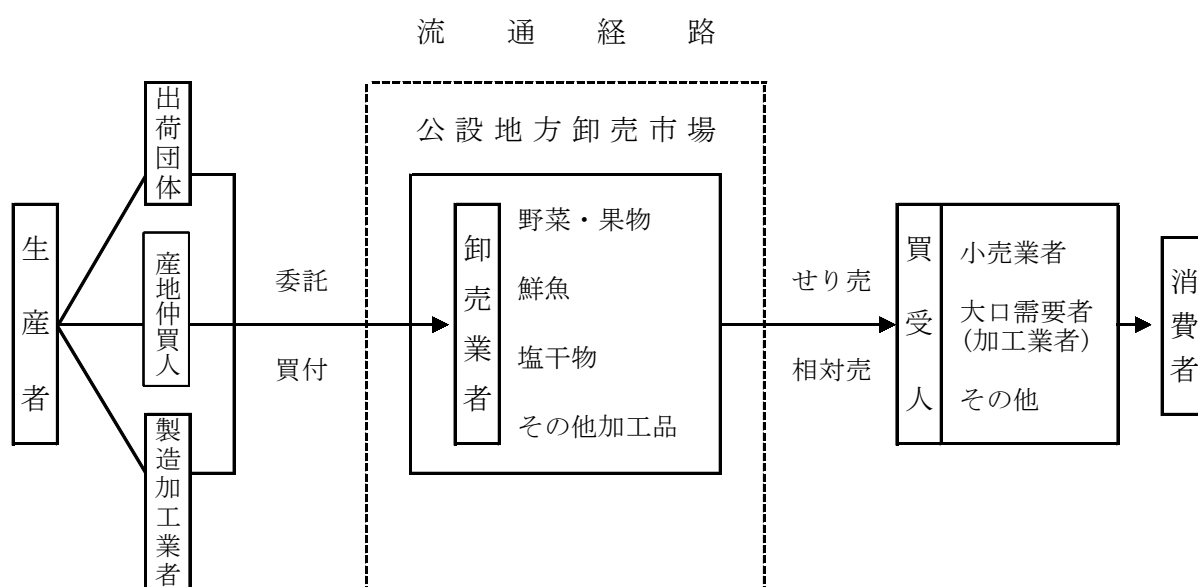 流通経路
生産者
出荷団体
産地仲買人
製造加工業者
委託
買付
公設地方卸売市場
卸売業者
野菜・果物
鮮魚
塩干物
その他加工品
せり売
相対売
買受人
小売業者
大口需要者
(加工業者)
その他
消費者